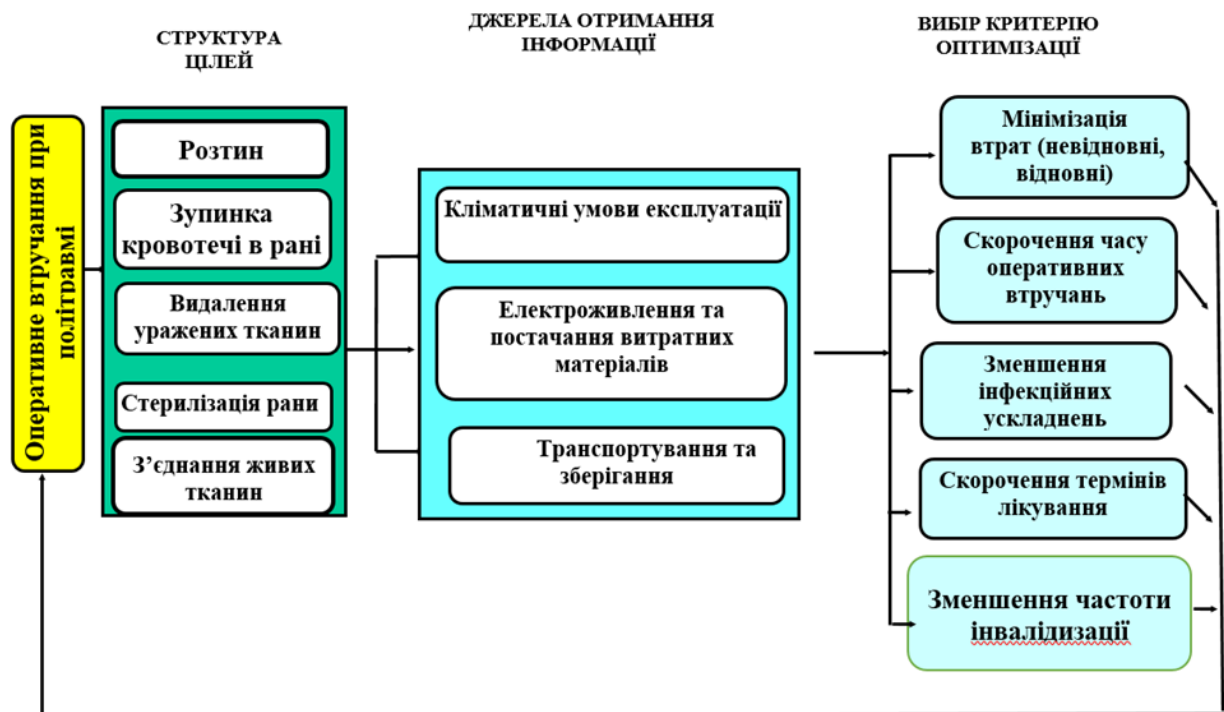 СТРУКТУРА
ЦІЛЕЙ
ДЖЕРЕЛА ОТРИМАННЯ
ІНФОРМАЦІЇ
ВИБІР КРИТЕРІЮ
ОПТИМІЗАЦІЇ
Оперативне втручання при
політравмі
Розтин
Зупинка
кровотечі в рані
Видалення
уражених тканин
Стерилізація рани
З’єднання живих
тканин
Кліматичні умови експлуатації
Електроживлення та
постачання витратних
матеріалів
Транспортування та
зберігання
Мінімізація
втрат (невідновні,
відновні)
Скорочення часу
оперативних
втручань
Зменшення
інфекційних
ускладнень
Скорочення термінів
лікування
Зменшення частоти
інвалідизації